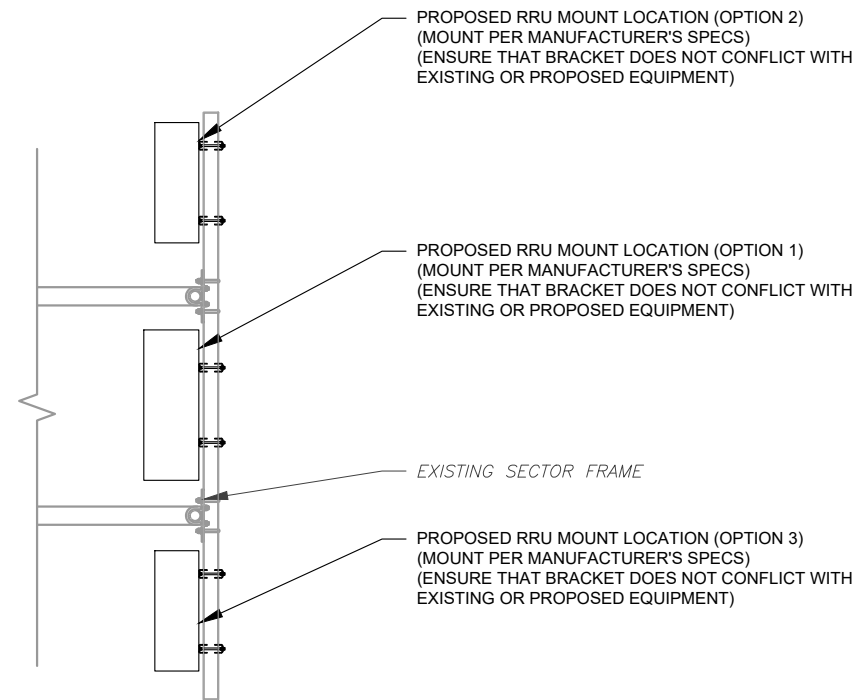 PROPOSED RRU MOUNT LOCATION (OPTION 2)
(MOUNT PER MANUFACTURER'S SPECS)
(ENSURE THAT BRACKET DOES NOT CONFLICT WITH
EXISTING OR PROPOSED EQUIPMENT)
PROPOSED RRU MOUNT LOCATION (OPTION 1)
(MOUNT PER MANUFACTURER'S SPECS)
(ENSURE THAT BRACKET DOES NOT CONFLICT WITH
EXISTING OR PROPOSED EQUIPMENT)
EXISTING SECTOR FRAME
PROPOSED RRU MOUNT LOCATION (OPTION 3)
(MOUNT PER MANUFACTURER'S SPECS)
(ENSURE THAT BRACKET DOES NOT CONFLICT WITH
EXISTING OR PROPOSED EQUIPMENT)